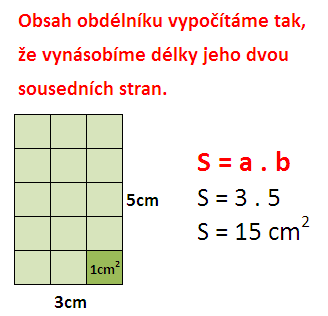 Obsah obdélníku vypočítáme tak,
že vynásobíme délky jeho dvou
sousedních stran.
S = a . b
S = 3 . 5
S = 15 cm²
5cm
1cm²
3cm